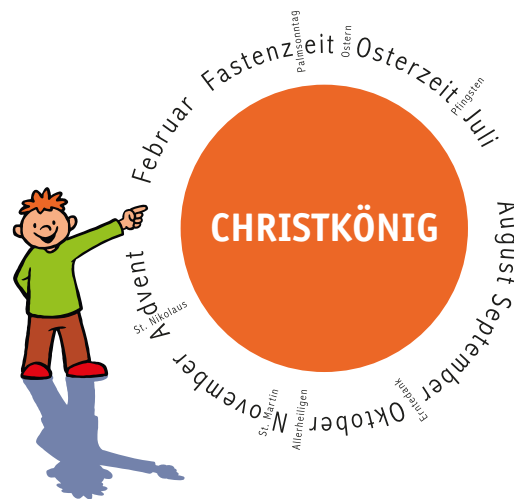 CHRISTKÖNIG
Advent
Februar
Fastenzeit
Palmsonntag
Ostern
Osterzeit
Pfingsten
Juli
August
September
Erntedank
Oktober
Allerheiligen
St. Martin
November
St. Nikolaus